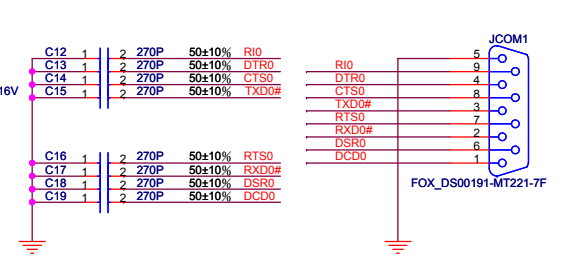 JCOM1
C12 1 2 270P 50±10% RI0
C13 1 2 270P 50±10% DTR0
C14 1 2 270P 50±10% CTS0
C15 1 2 270P 50±10% TXD0#
16V
C16 1 2 270P 50±10% RTS0
C17 1 2 270P 50±10% RXD0#
C18 1 2 270P 50±10% DSR0
C19 1 2 270P 50±10% DCD0
5
RI0 9
DTR0 4
CTS0 8
TXD0# 3
RTS0 7
RXD0# 2
DSR0 6
DCD0 1
FOX_DS00191-MT221-7F